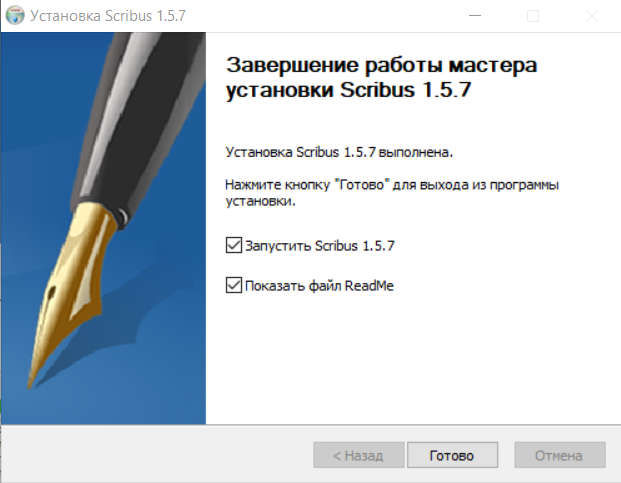 Установка Scribus 1.5.7
Завершение работы мастера
установки Scribus 1.5.7
Установка Scribus 1.5.7 выполнена.
Нажмите кнопку "Готово" для выхода из программы
установки.
Запустить Scribus 1.5.7
Показать файл ReadMe
< Назад
Готово
Отмена